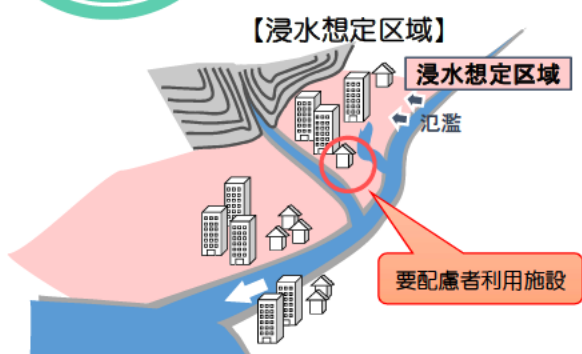 【浸水想定区域】
浸水想定区域
氾濫
要配慮者利用施設